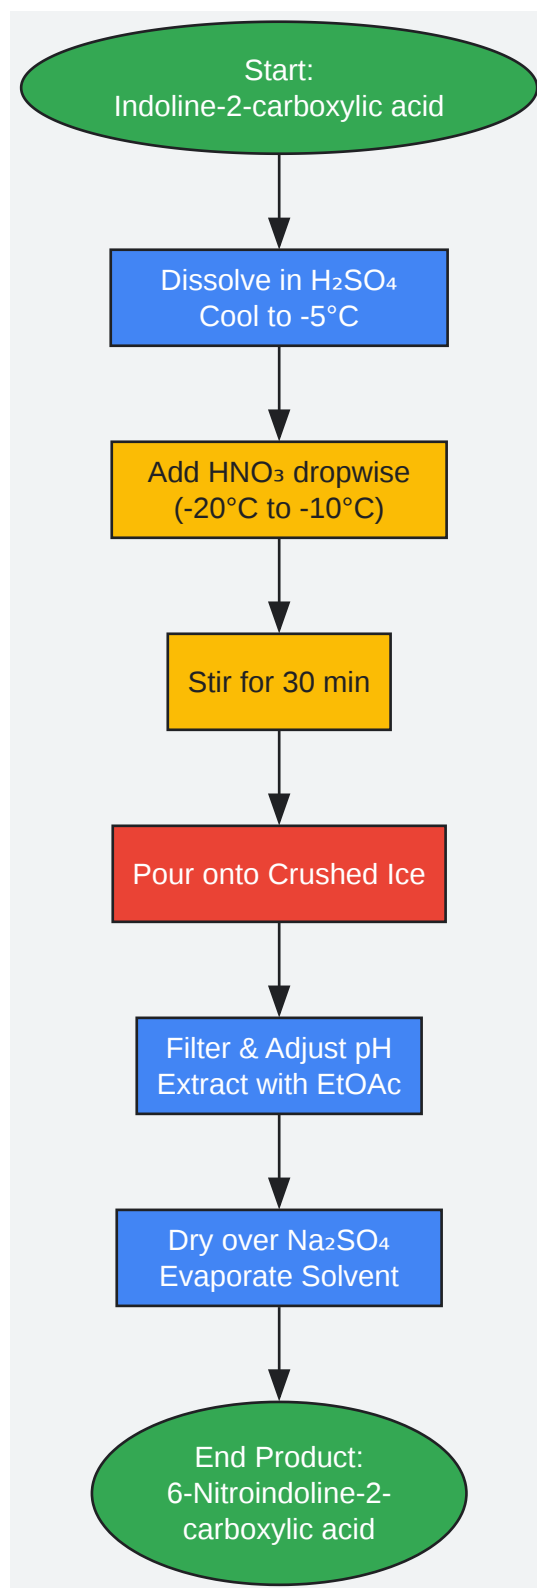 Start:
Indoline-2-carboxylic acid
Dissolve in H₂SO₄
Cool to -5°C
Add HNO₃ dropwise
(-20°C to -10°C)
Stir for 30 min
Pour onto Crushed Ice
Filter & Adjust pH
Extract with EtOAc
Dry over Na₂SO₄
Evaporate Solvent
End Product:
6-Nitroindoline-2-
carboxylic acid